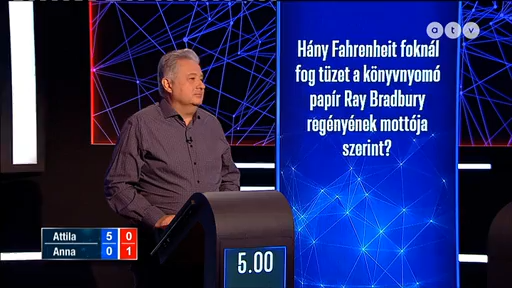 atv
Hány Fahrenheit foknál
fog tüzet a könyvnyomó
papír Ray Bradbury
regényének mottója
szerint?
Attila 5 0
Anna 0 1
5.00